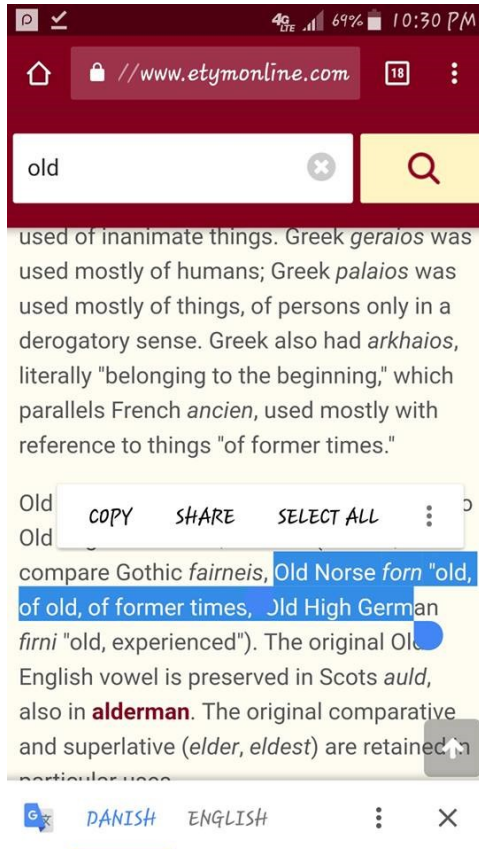 4G LTE 69% 10:30 PM
//www.etymonline.com 18
old
used of inanimate things. Greek geraios was
used mostly of humans; Greek palaios was
used mostly of things, of persons only in a
derogatory sense. Greek also had arkhaios,
literally "belonging to the beginning," which
parallels French ancien, used mostly with
reference to things "of former times."
Old
COPY SHARE SELECT ALL
Old
compare Gothic fairneis, Old Norse forn "old,
of old, of former times, Old High German
firni "old, experienced"). The original Old
English vowel is preserved in Scots auld,
also in alderman. The original comparative
and superlative (elder, eldest) are retained in
particular uses
G DANISH ENGLISH